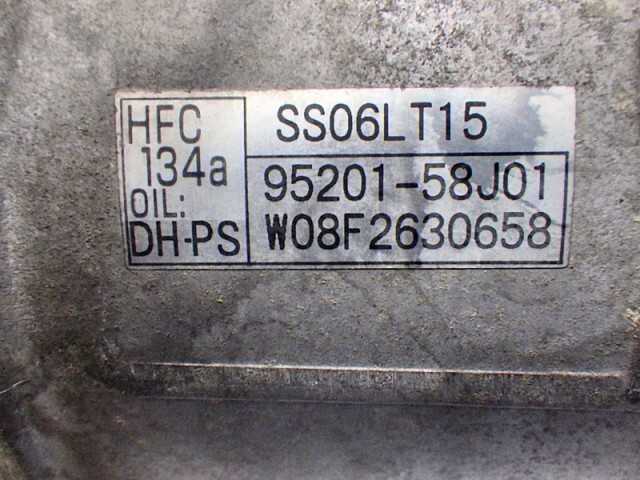 HFC
134a
OIL:
DH-PS
SS06LT15
95201-58J01
W08F2630658